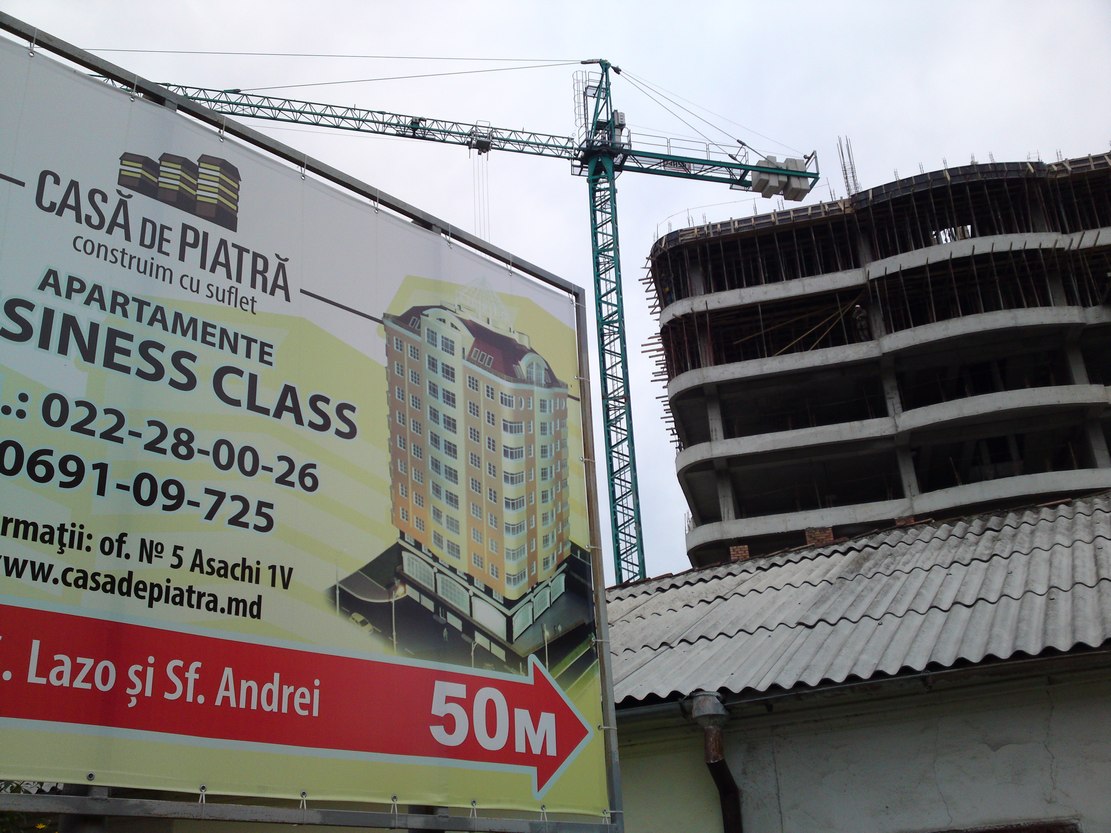 CASĂ DE PIATRĂ
construim cu suflet
APARTAMENTE
SINESS CLASS
.: 022-28-00-26
0691-09-725
rmaţii: of. № 5 Asachi 1V
www.casadepiatra.md
. Lazo și Sf. Andrei
50м